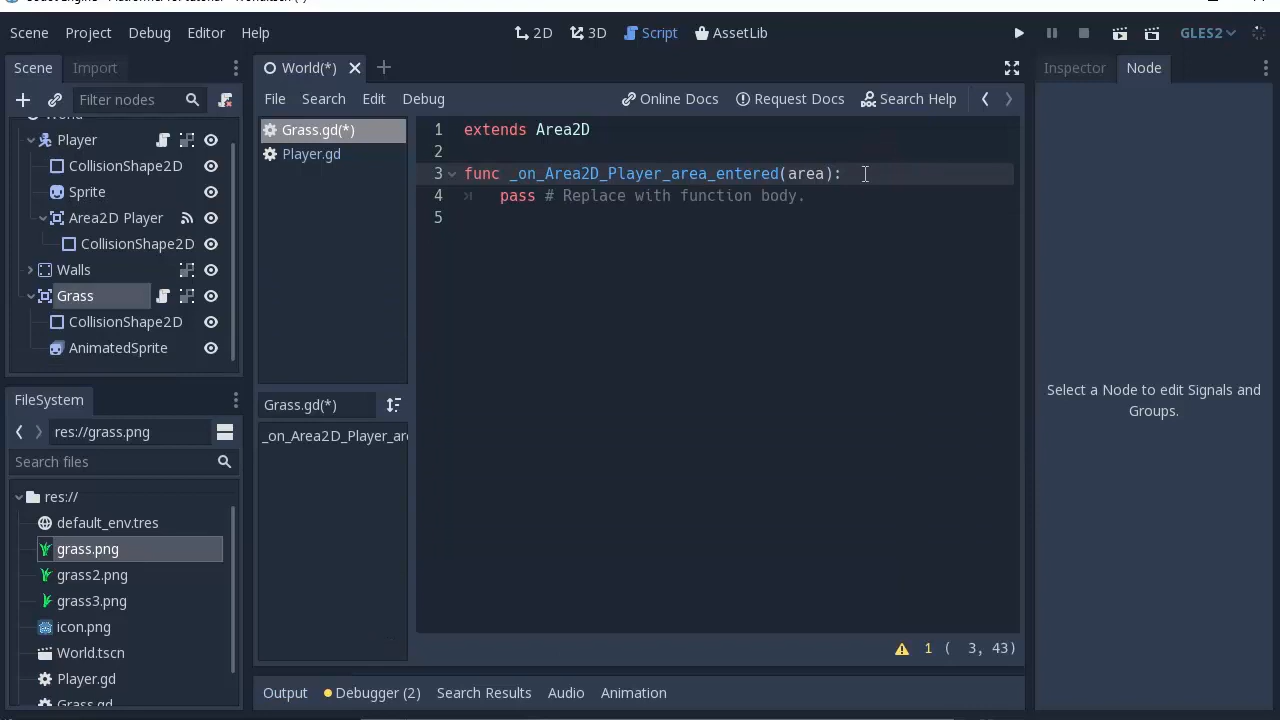 Scene Project Debug Editor Help 2D 3D Script AssetLib GLES2
Scene Import
Filter nodes
World
Player
CollisionShape2D
Sprite
Area2D Player
CollisionShape2D
Walls
Grass
CollisionShape2D
AnimatedSprite
FileSystem
res://grass.png
Search files
res://
default_env.tres
grass.png
grass2.png
grass3.png
icon.png
World.tscn
Player.gd
Grass.gd
World(*)
File Search Edit Debug Online Docs Request Docs Search Help
Grass.gd(*)
Player.gd
Grass.gd(*)
_on_Area2D_Player_are
1 extends Area2D
2
3 func _on_Area2D_Player_area_entered(area):
4 pass # Replace with function body.
5
1 ( 3, 43)
Output Debugger (2) Search Results Audio Animation
Inspector Node
Select a Node to edit Signals and
Groups.